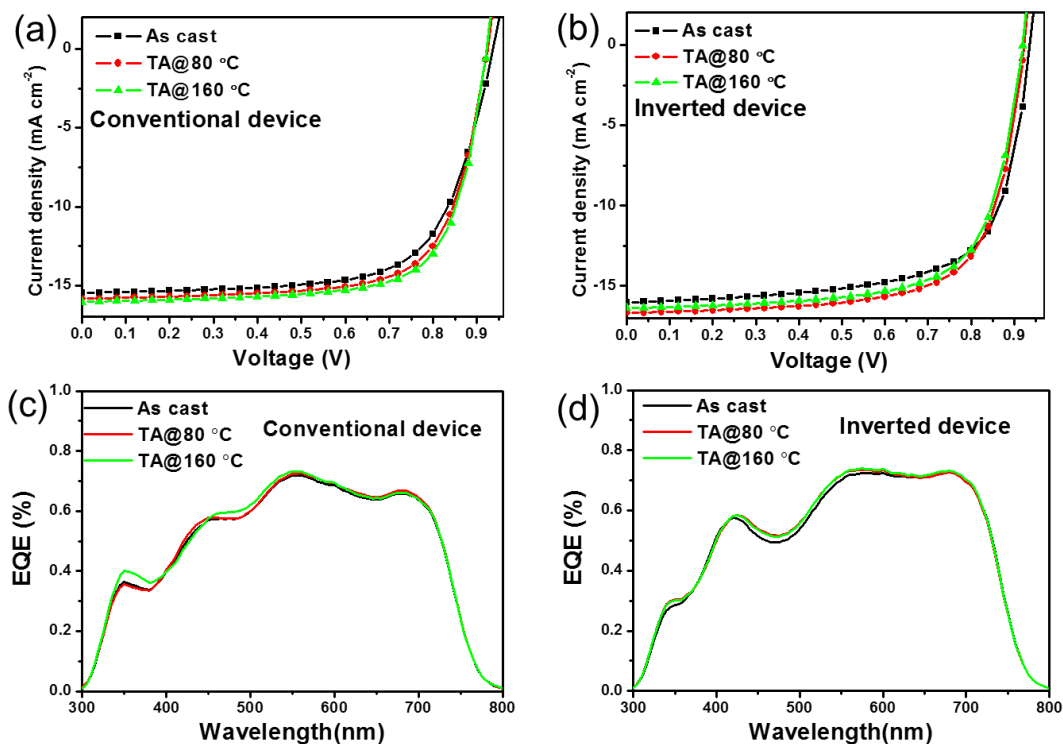 (a)
As cast
TA@80 °C
TA@160 °C
Conventional device
0
-5
-10
-15
Current density (mA cm-2)
0.0 0.1 0.2 0.3 0.4 0.5 0.6 0.7 0.8 0.9
Voltage (V)
(b)
As cast
TA@80 °C
TA@160 °C
Inverted device
0
-5
-10
-15
Current density (mA cm-2)
0.0 0.1 0.2 0.3 0.4 0.5 0.6 0.7 0.8 0.9
Voltage (V)
(c)
As cast
TA@80 °C
TA@160 °C
Conventional device
1.0
0.8
0.6
0.4
0.2
0.0
EQE (%)
300 400 500 600 700 800
Wavelength(nm)
(d)
As cast
TA@80 °C
TA@160 °C
Inverted device
1.0
0.8
0.6
0.4
0.2
0.0
EQE (%)
300 400 500 600 700 800
Wavelength(nm)